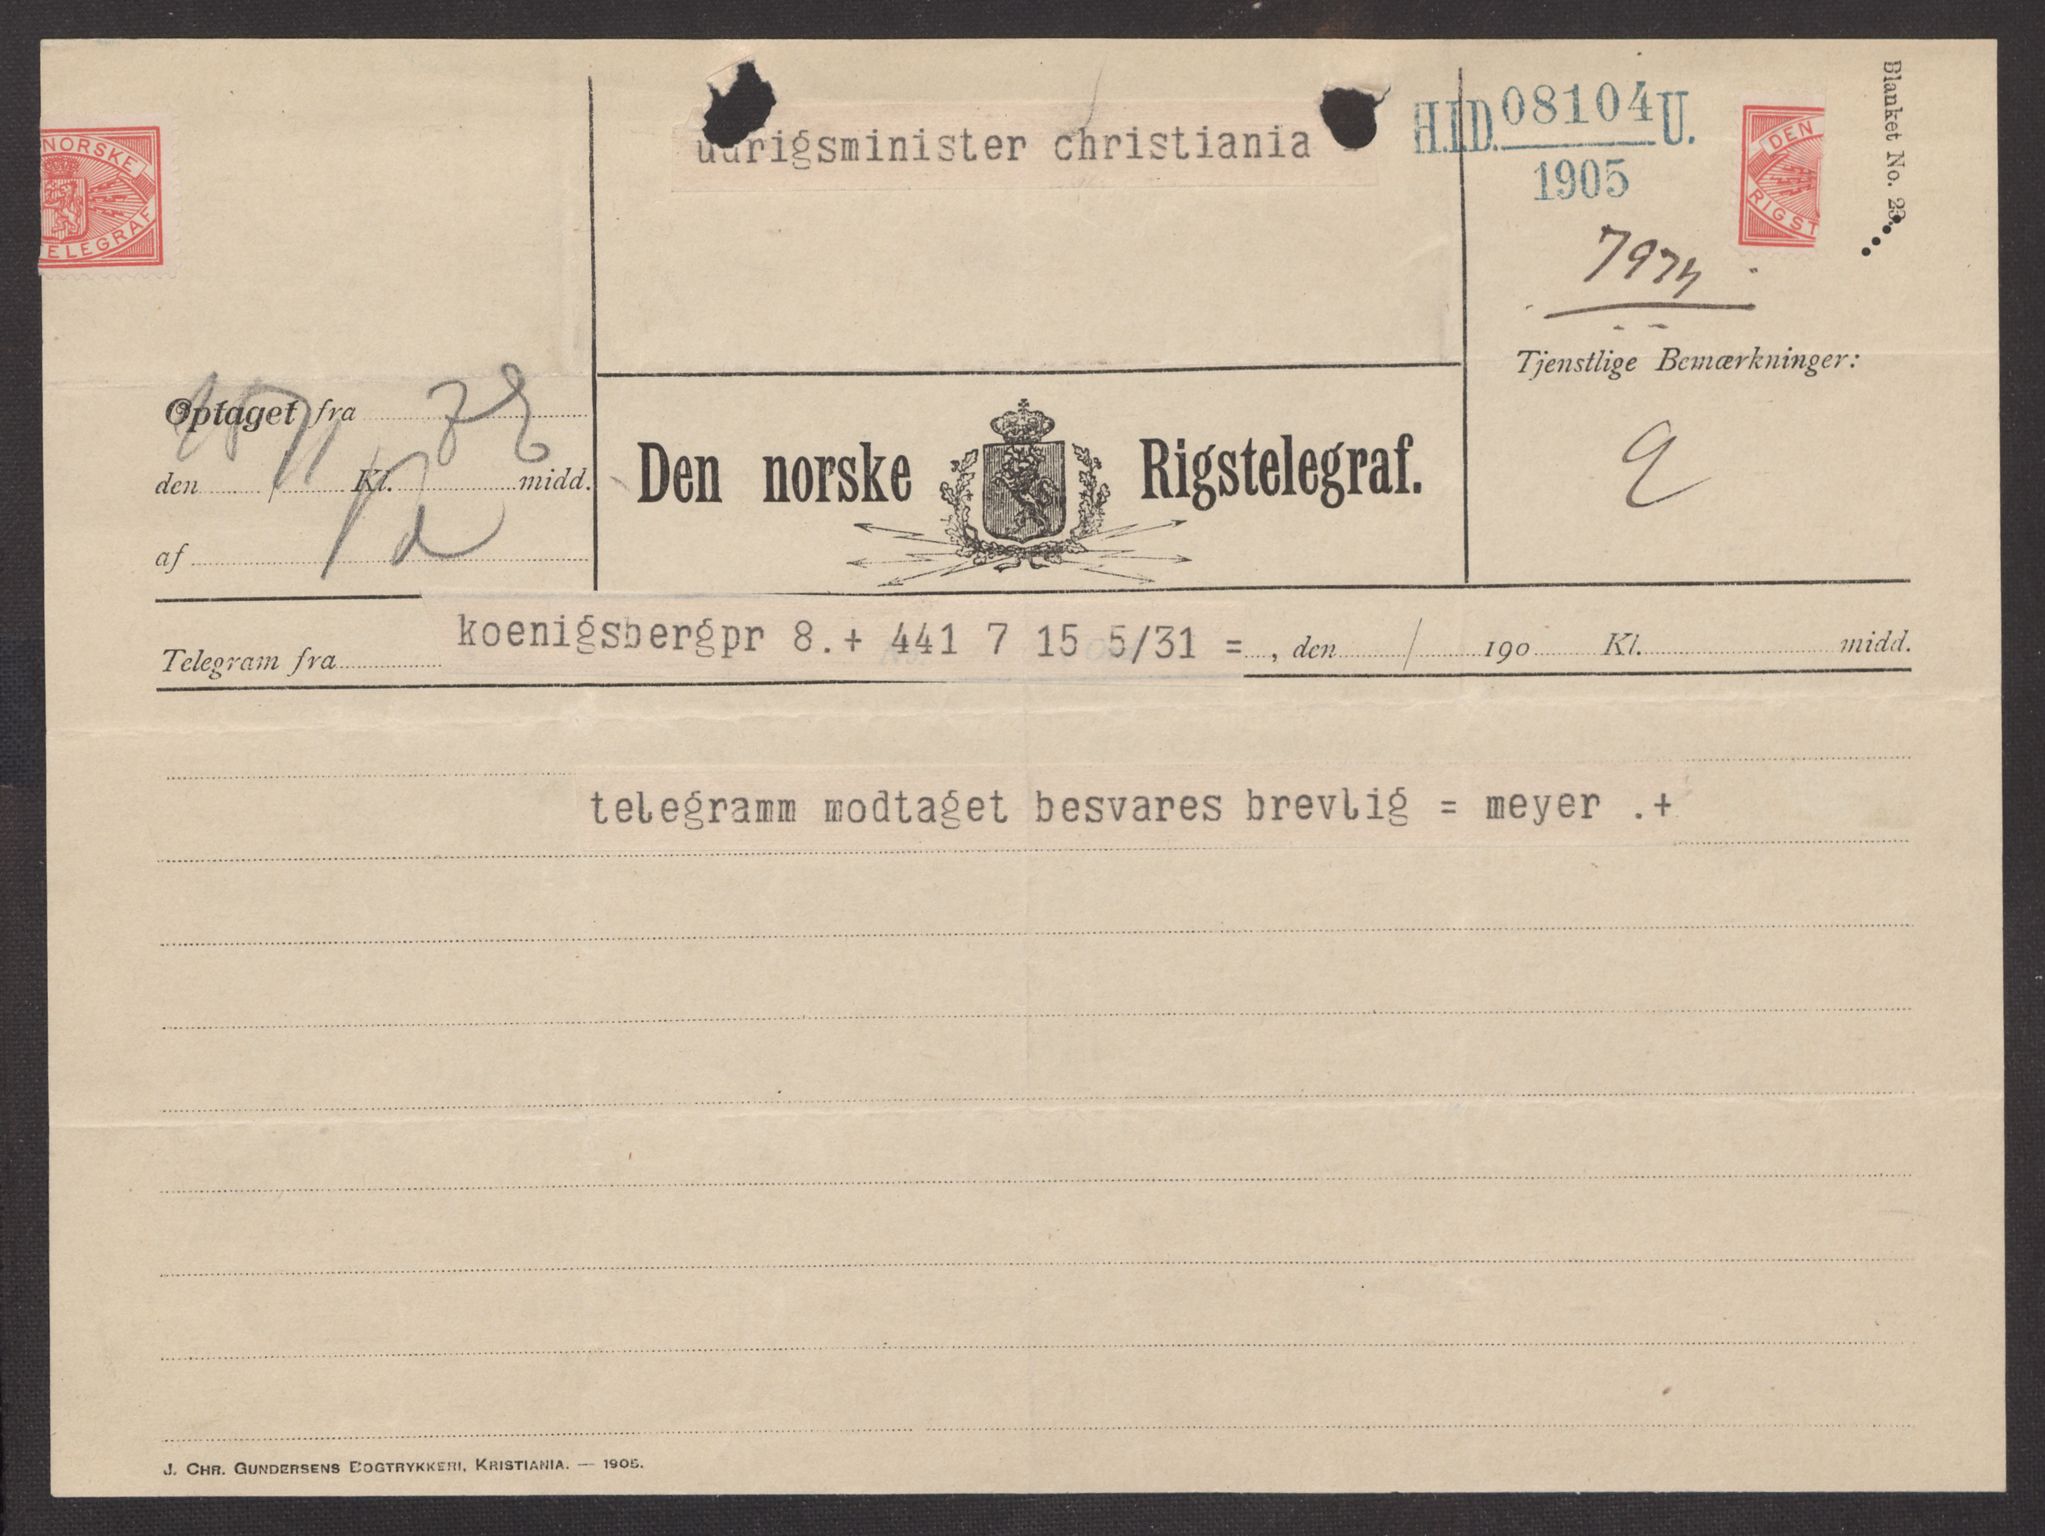 NORSKE
TELEGRAF
udrigsminister christiania =
H.I.D. 08104 U.
1905
DEN
RIGST
Blanket No. 23.
Tjenstlige Bemærkninger:
Optaget fra
den / Kl. midd.
af
Den norske Rigstelegraf.
Telegram fra koenigsbergpr 8.+ 441 7 15 5/31 = , den / 190 Kl. midd.
telegramm modtaget besvares brevlig = meyer .+
J. CHR. GUNDERSENS BOGTRYKKERI, KRISTIANIA. — 1905.